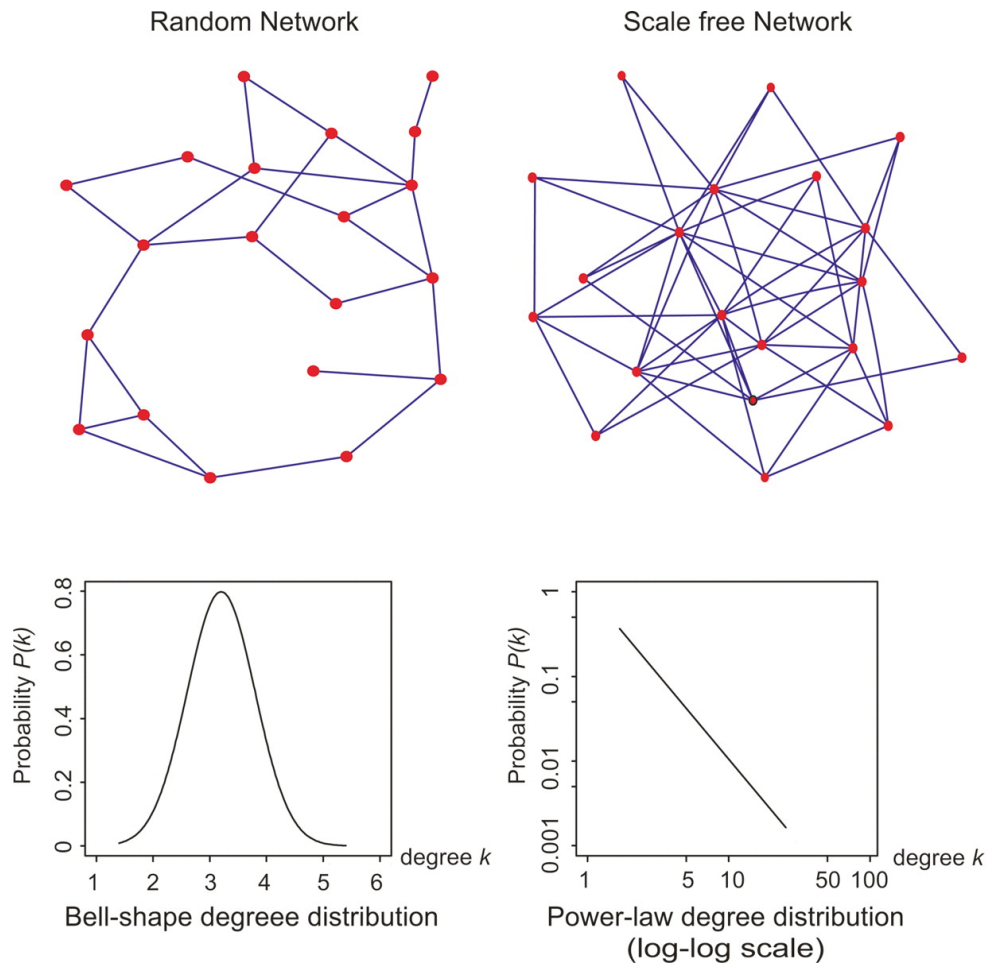 Random Network
Scale free Network
Probability P(k)
0.8
0.6
0.4
0.2
0
1 2 3 4 5 6
degree k
Bell-shape degreee distribution
Probability P(k)
1
0.1
0.01
0.001
1 5 10 50 100
degree k
Power-law degree distribution
(log-log scale)